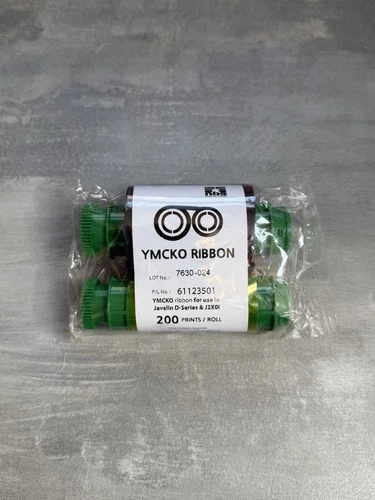 YMCKO RIBBON
LOT No.: 7630-024
P/L No.: 61123501
YMCKO ribbon for use in
Javelin D-Series & J2X0i
200 PRINTS / ROLL